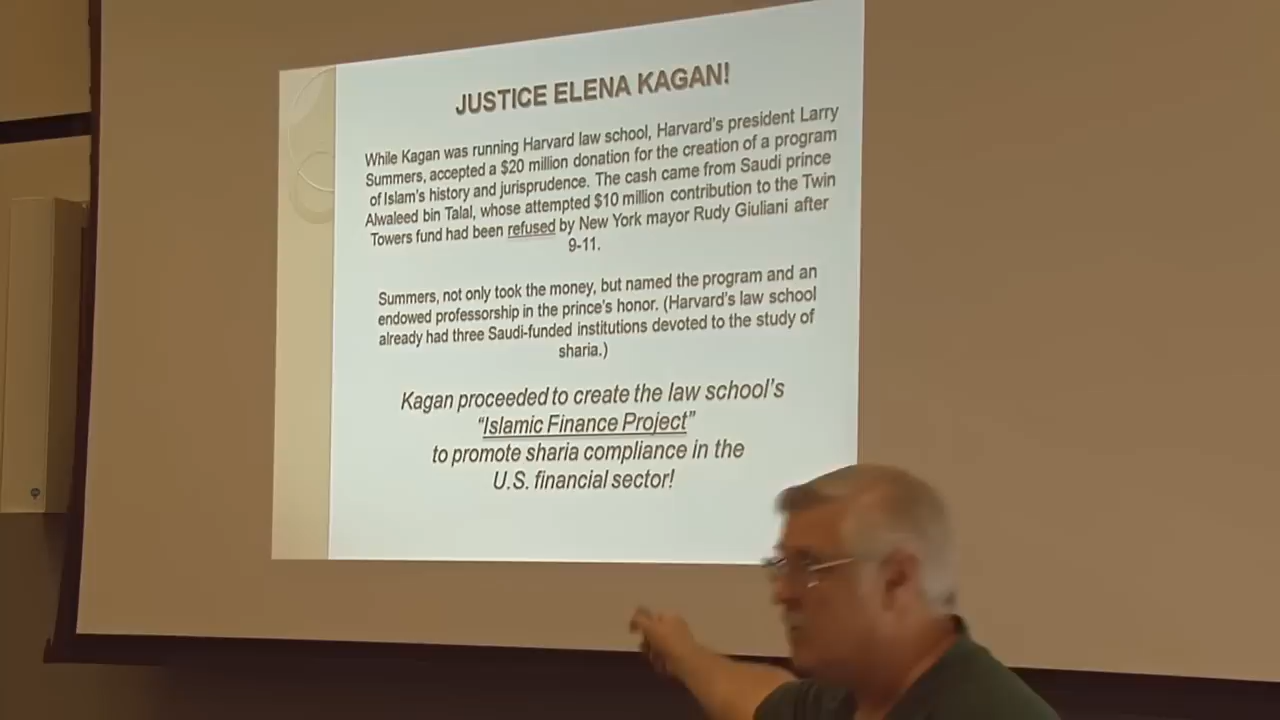 JUSTICE ELENA KAGAN!
While Kagan was running Harvard law school, Harvard's president Larry
Summers, accepted a $20 million donation for the creation of a program
of Islam's history and jurisprudence. The cash came from Saudi prince
Alwaleed bin Talal, whose attempted $10 million contribution to the Twin
Towers fund had been refused by New York mayor Rudy Giuliani after
9-11.
Summers, not only took the money, but named the program and an
endowed professorship in the prince's honor. (Harvard's law school
already had three Saudi-funded institutions devoted to the study of
sharia.)
Kagan proceeded to create the law school's
“Islamic Finance Project”
to promote sharia compliance in the
U.S. financial sector!